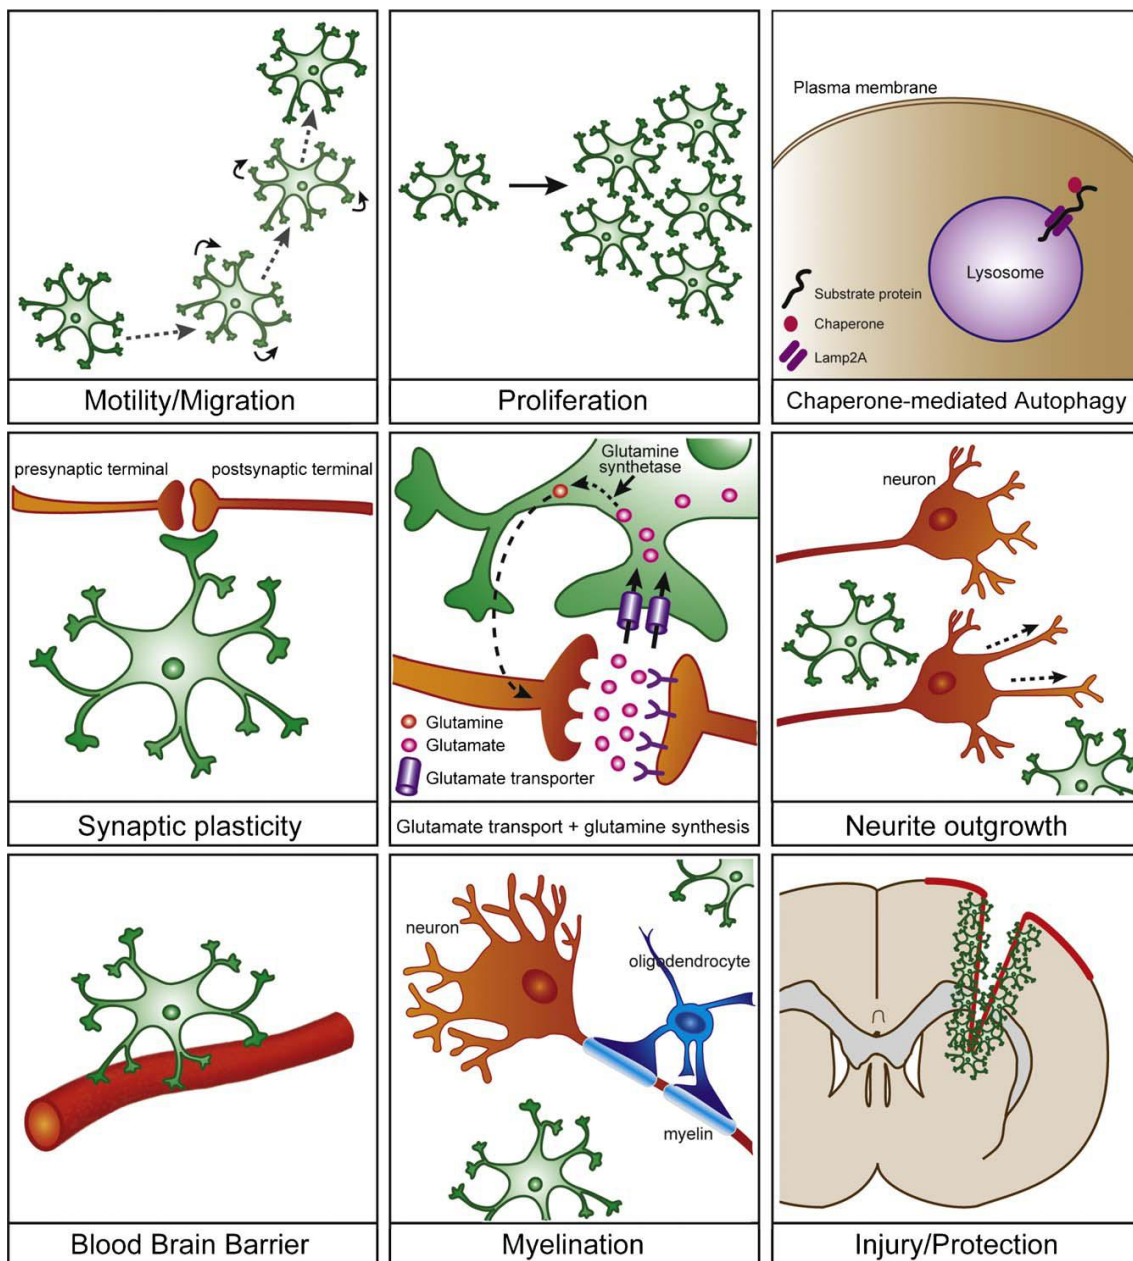 Motility/Migration
Proliferation
Plasma membrane
Lysosome
Substrate protein
Chaperone
Lamp2A
Chaperone-mediated Autophagy
presynaptic terminal
postsynaptic terminal
Synaptic plasticity
Glutamine
synthetase
Glutamine
Glutamate
Glutamate transporter
Glutamate transport + glutamine synthesis
neuron
Neurite outgrowth
Blood Brain Barrier
neuron
oligodendrocyte
myelin
Myelination
Injury/Protection